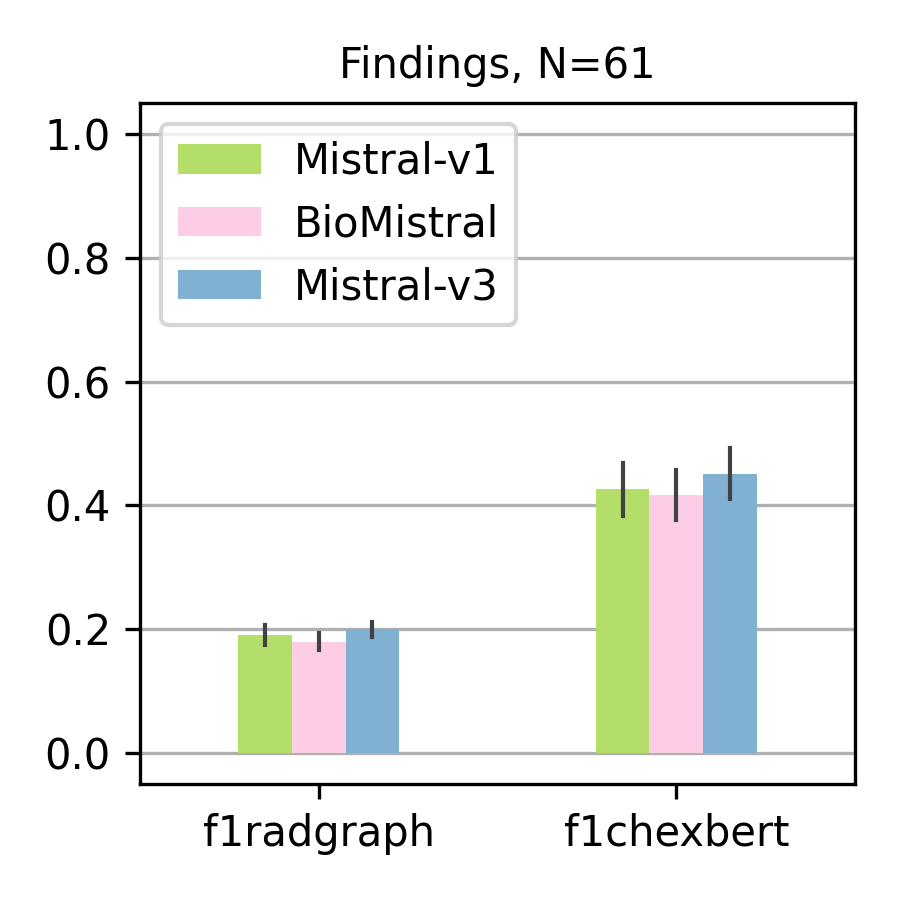 Findings, N=61
1.0
0.8
0.6
0.4
0.2
0.0
Mistral-v1
BioMistral
Mistral-v3
f1radgraph
f1chexbert